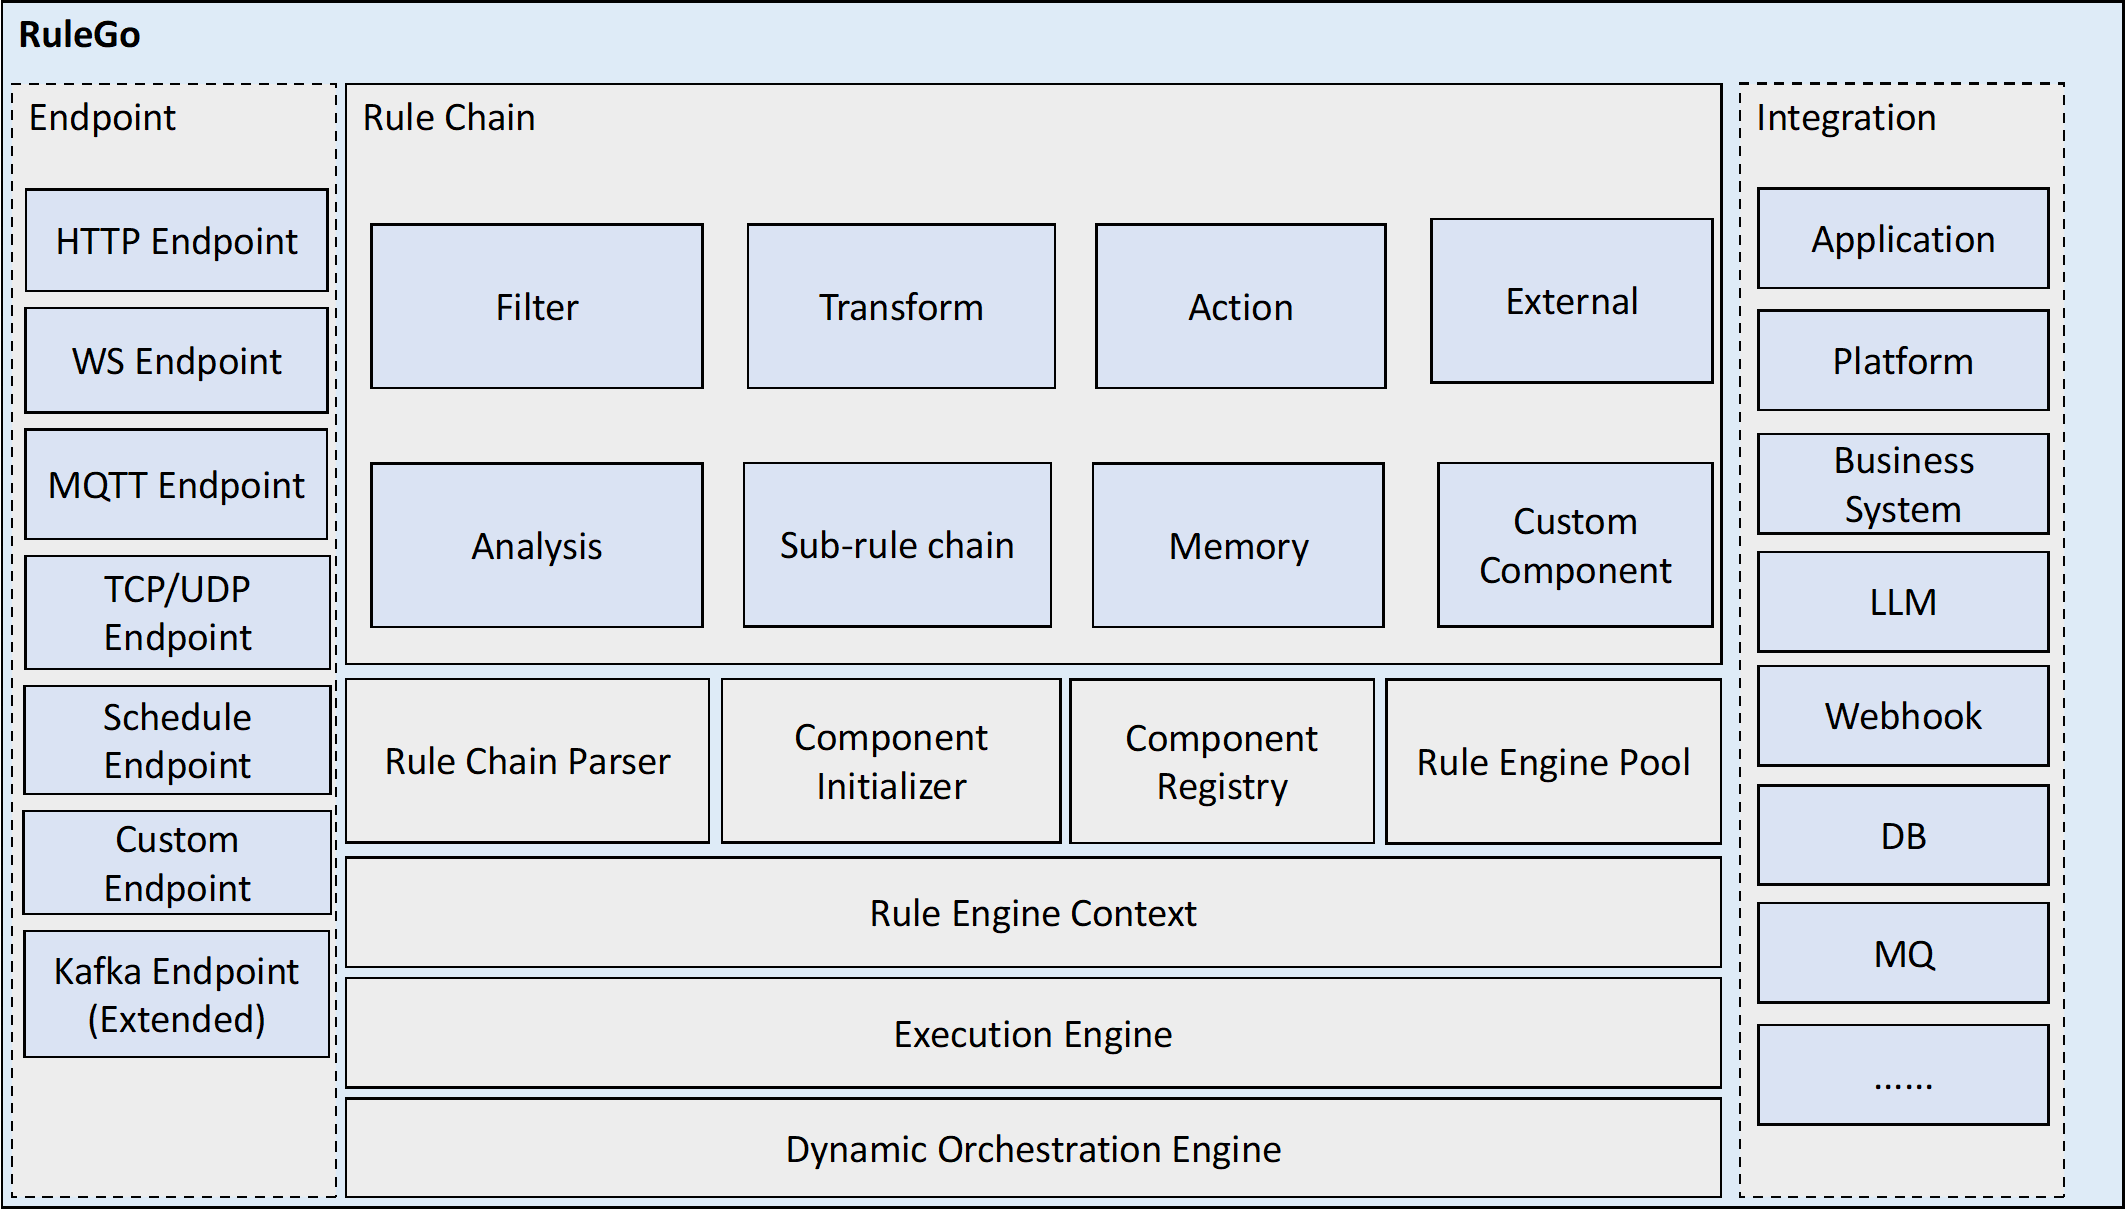 RuleGo
Endpoint
HTTP Endpoint
WS Endpoint
MQTT Endpoint
TCP/UDP
Endpoint
Schedule
Endpoint
Custom
Endpoint
Kafka Endpoint
(Extended)
Rule Chain
Filter
Transform
Action
External
Analysis
Sub-rule chain
Memory
Custom
Component
Rule Chain Parser
Component
Initializer
Component
Registry
Rule Engine Pool
Rule Engine Context
Execution Engine
Dynamic Orchestration Engine
Integration
Application
Platform
Business
System
LLM
Webhook
DB
MQ
......